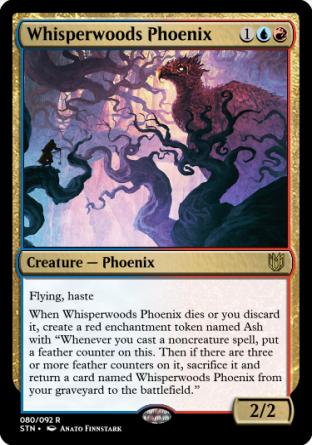 Whisperwoods Phoenix 1
Creature — Phoenix
Flying, haste
When Whisperwoods Phoenix dies or you discard
it, create a red enchantment token named Ash
with “Whenever you cast a noncreature spell, put
a feather counter on this. Then if there are three
or more feather counters on it, sacrifice it and
return a card named Whisperwoods Phoenix from
your graveyard to the battlefield.”
2/2
080/092 R
STN • Anato Finnstark